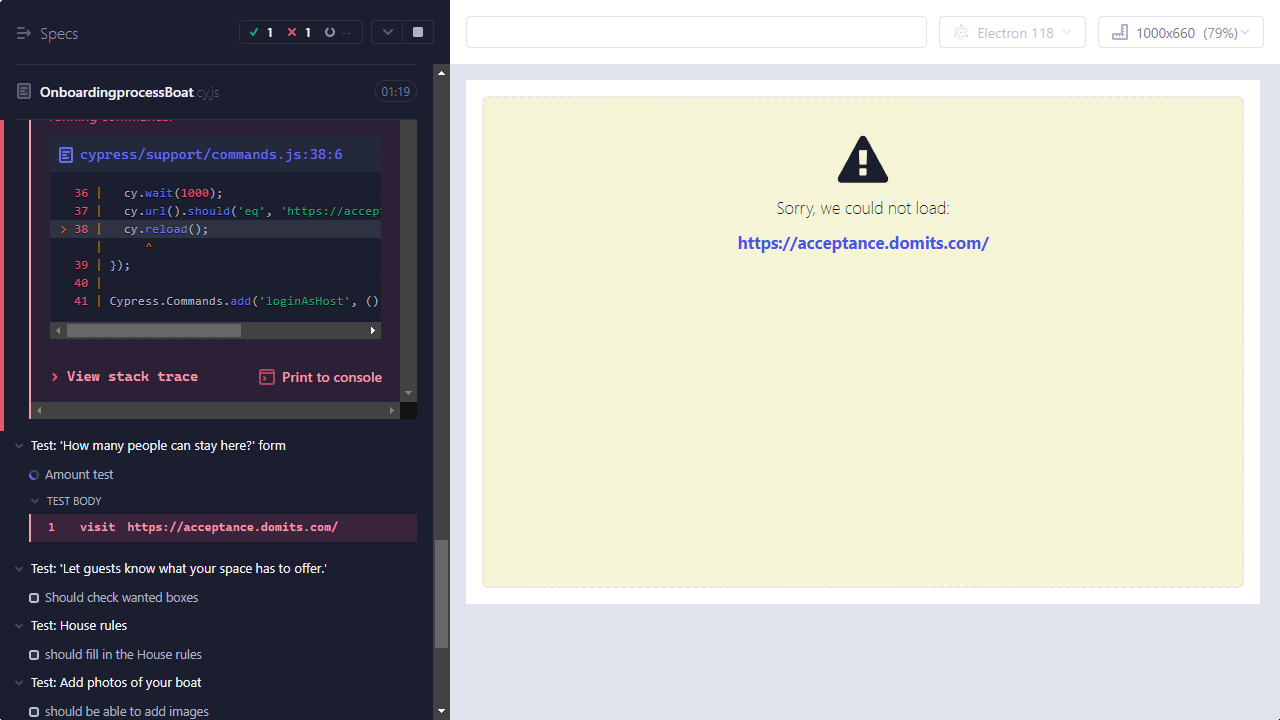 Specs
1 1 --
OnboardingprocessBoat.cy.js 01:19
running commands.
cypress/support/commands.js:38:6
36 | cy.wait(1000);
37 | cy.url().should('eq', 'https://accept
> 38 | cy.reload();
| ^
39 | });
40 |
41 | Cypress.Commands.add('loginAsHost', ()
View stack trace
Print to console
Test: 'How many people can stay here?' form
Amount test
TEST BODY
1 visit https://acceptance.domits.com/
Test: 'Let guests know what your space has to offer.'
Should check wanted boxes
Test: House rules
should fill in the House rules
Test: Add photos of your boat
should be able to add images
Electron 118
1000x660 (79%)
Sorry, we could not load:
https://acceptance.domits.com/